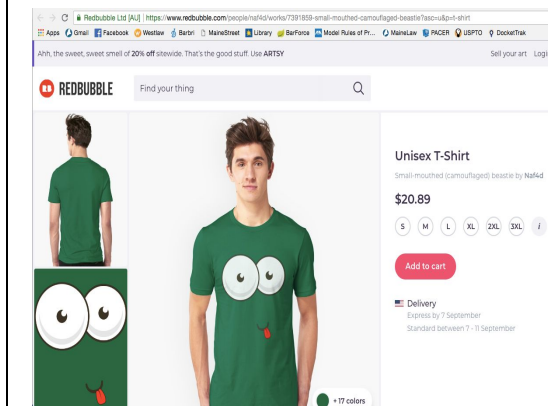 Redbubble Ltd [AU] | https://www.redbubble.com/people/naf4d/works/7391859-small-mouthed-camouflaged-beastie?asc=u&p=t-shirt
Apps Gmail Facebook Westlaw Barbri MaineStreet Library BarForce Model Rules of Pr... MaineLaw PACER USPTO DocketTrak
Ahh, the sweet, sweet smell of 20% off sitewide. That's the good stuff. Use ARTSY
Sell your art Logi
RB REDBUBBLE
Find your thing
Unisex T-Shirt
Small-mouthed (camouflaged) beastie by Naf4d
$20.89
S M L XL 2XL 3XL i
Add to cart
Delivery
Express by 7 September
Standard between 7 - 11 September
+ 17 colors